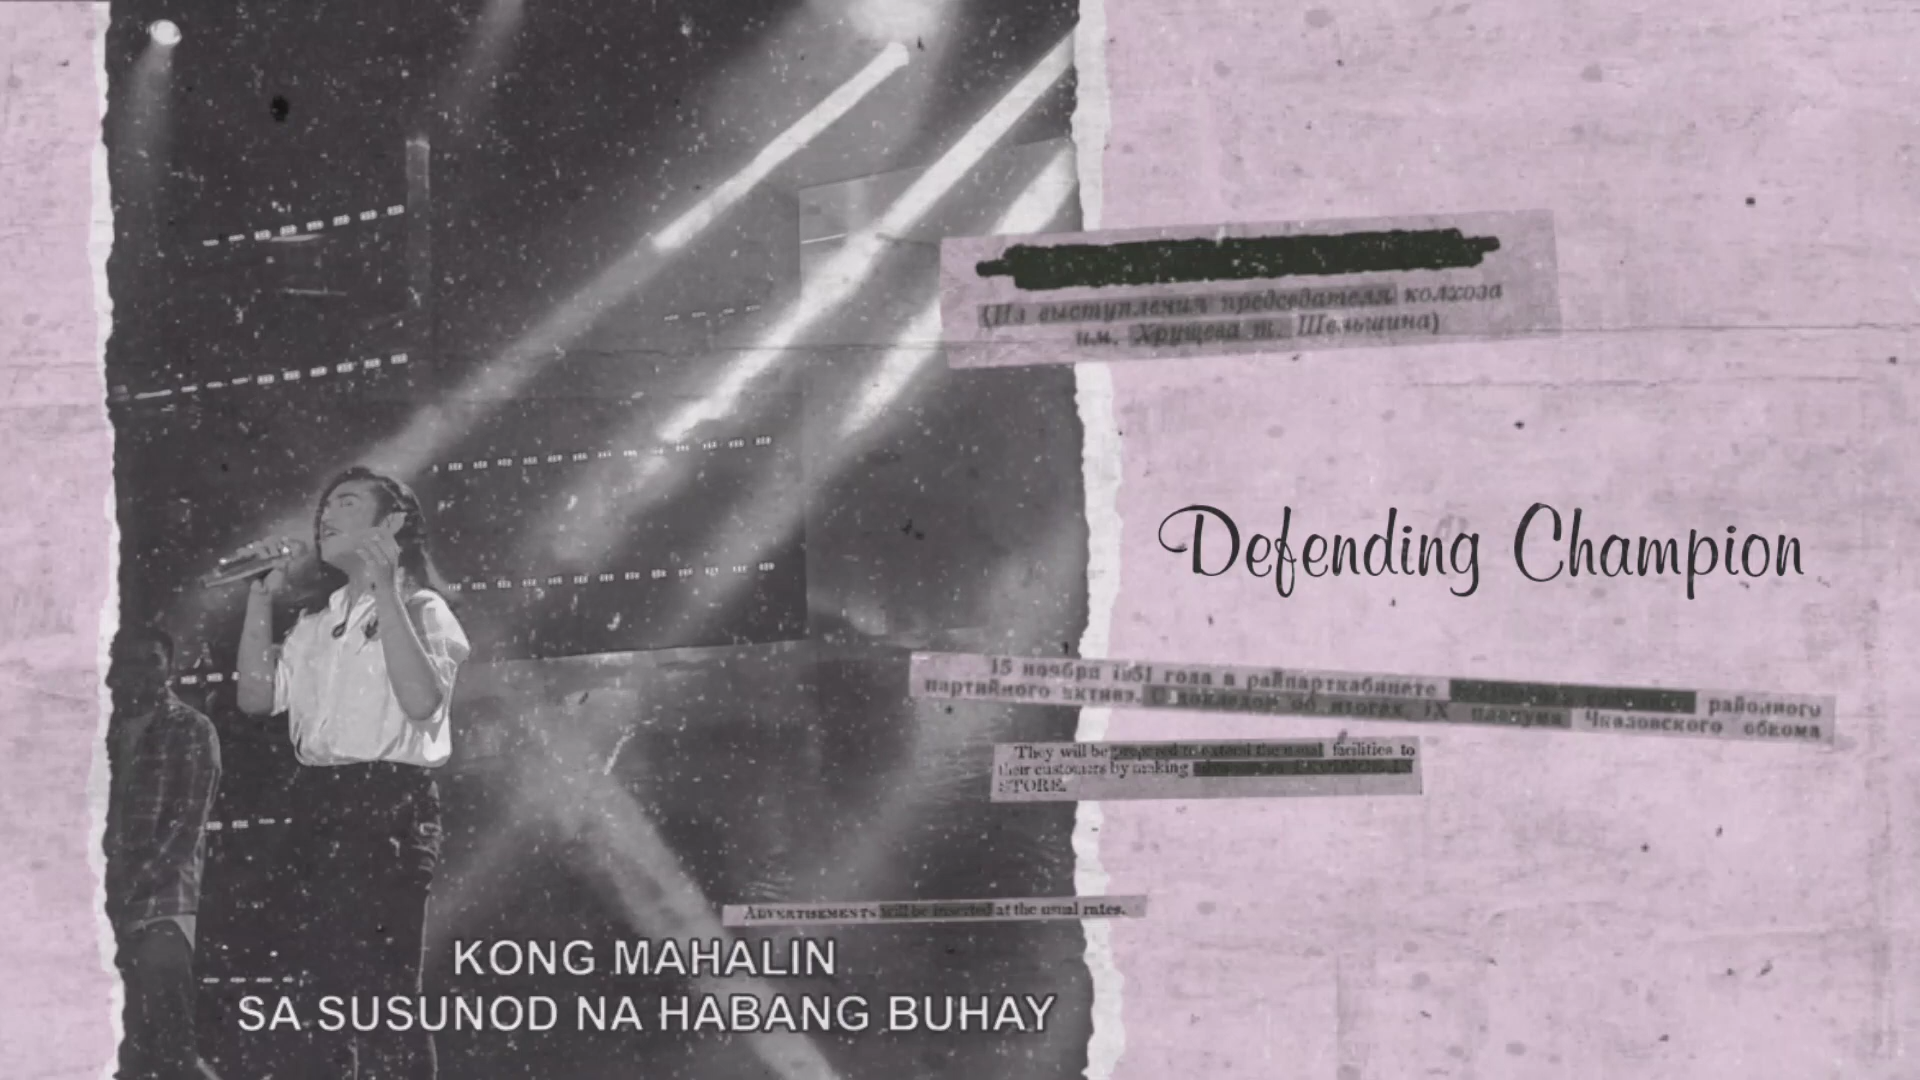 (Из выступления председателя колхоза
им. Хрущева т. Шельшина)
Defending Champion
15 ноября 1951 года в райпарткабинете районного
партийного актива. С докладом об итогах IX пленума Чкаловского обкома
They will be prepared to extend the usual facilities to
their customers by making
STORE.
ADVERTISEMENTS will be inserted at the usual rates.
KONG MAHALIN
SA SUSUNOD NA HABANG BUHAY